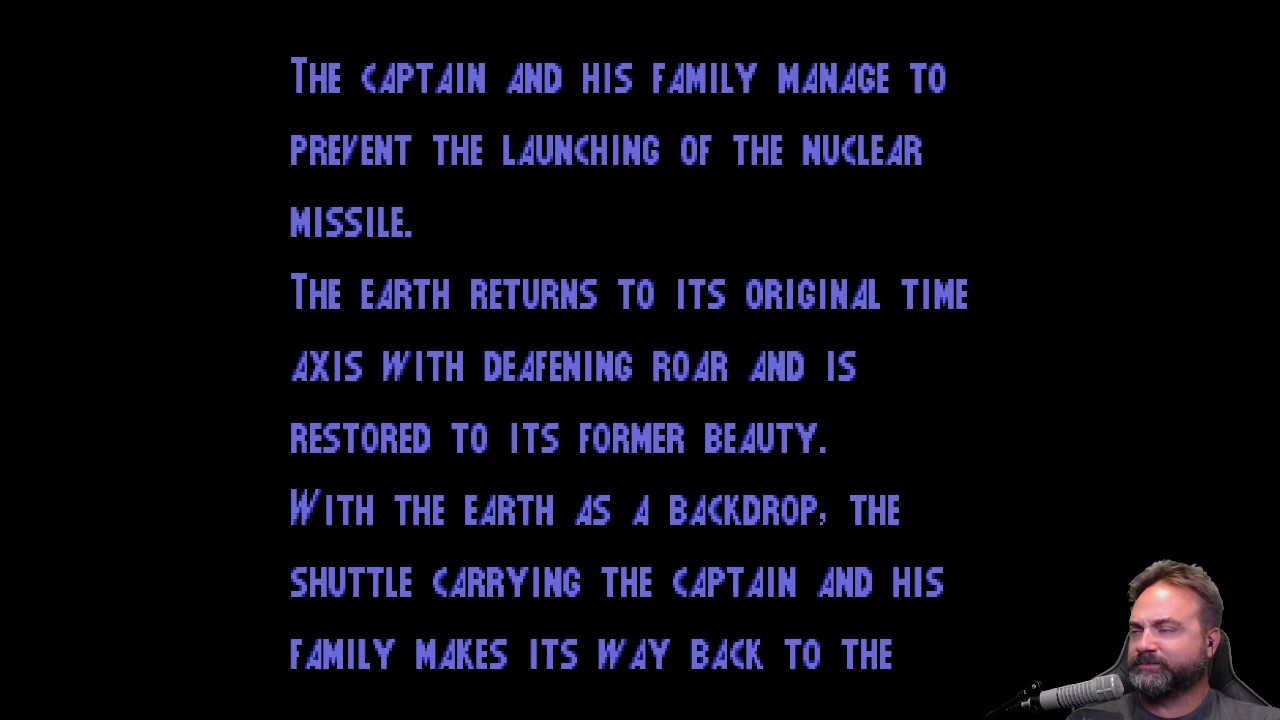 The captain and his family manage to
prevent the launching of the nuclear
missile.
The earth returns to its original time
axis with deafening roar and is
restored to its former beauty.
With the earth as a backdrop, the
shuttle carrying the captain and his
family makes its way back to the